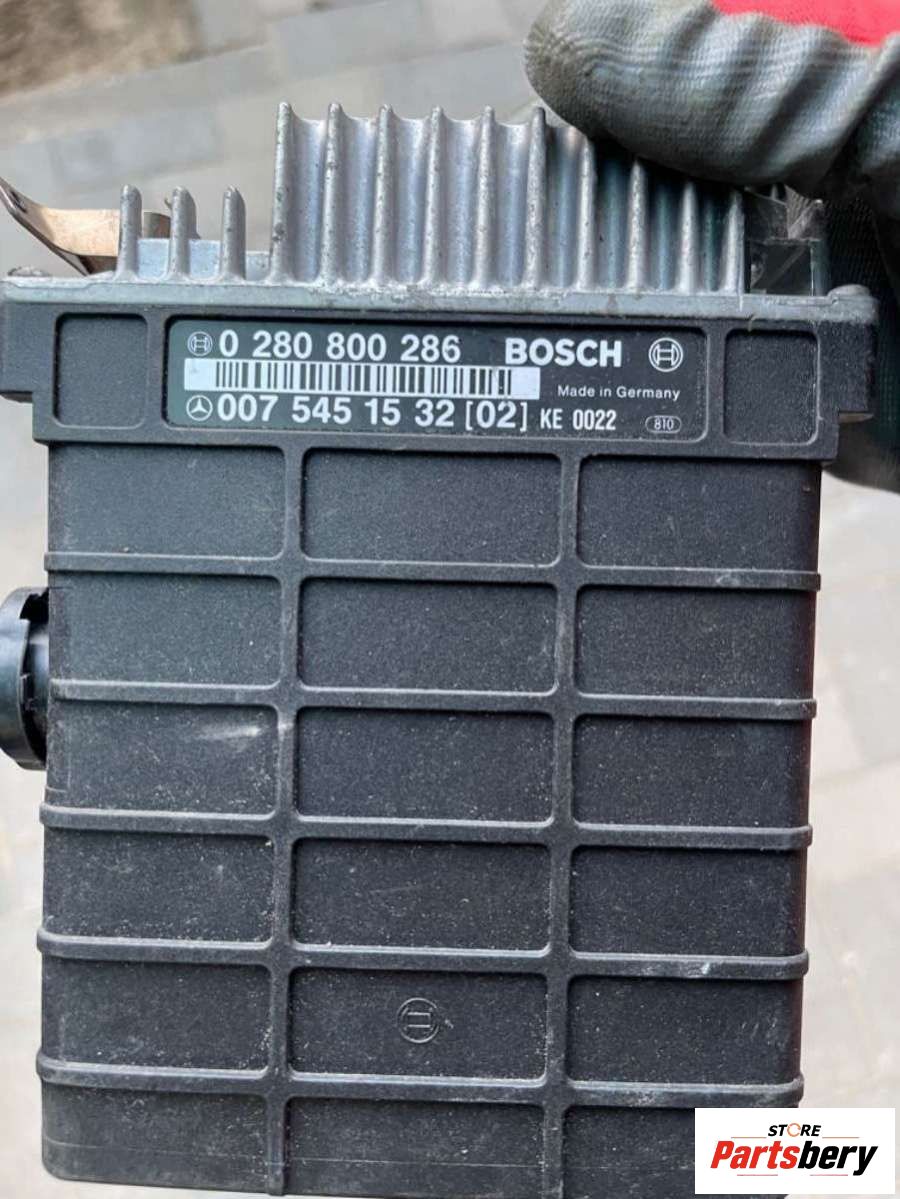 0 280 800 286 BOSCH
Made in Germany
007 545 15 32 [02] KE 0022 810
STORE
Partsbery